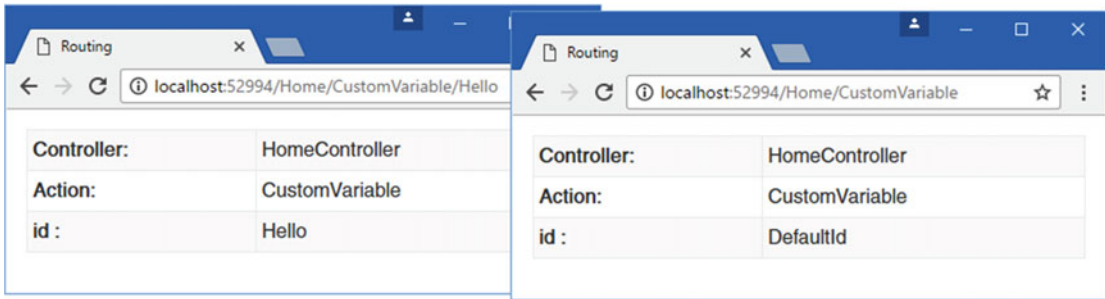 Routing
localhost:52994/Home/CustomVariable/Hello
Controller: HomeController
Action: CustomVariable
id : Hello
Routing
localhost:52994/Home/CustomVariable
Controller: HomeController
Action: CustomVariable
id : DefaultId